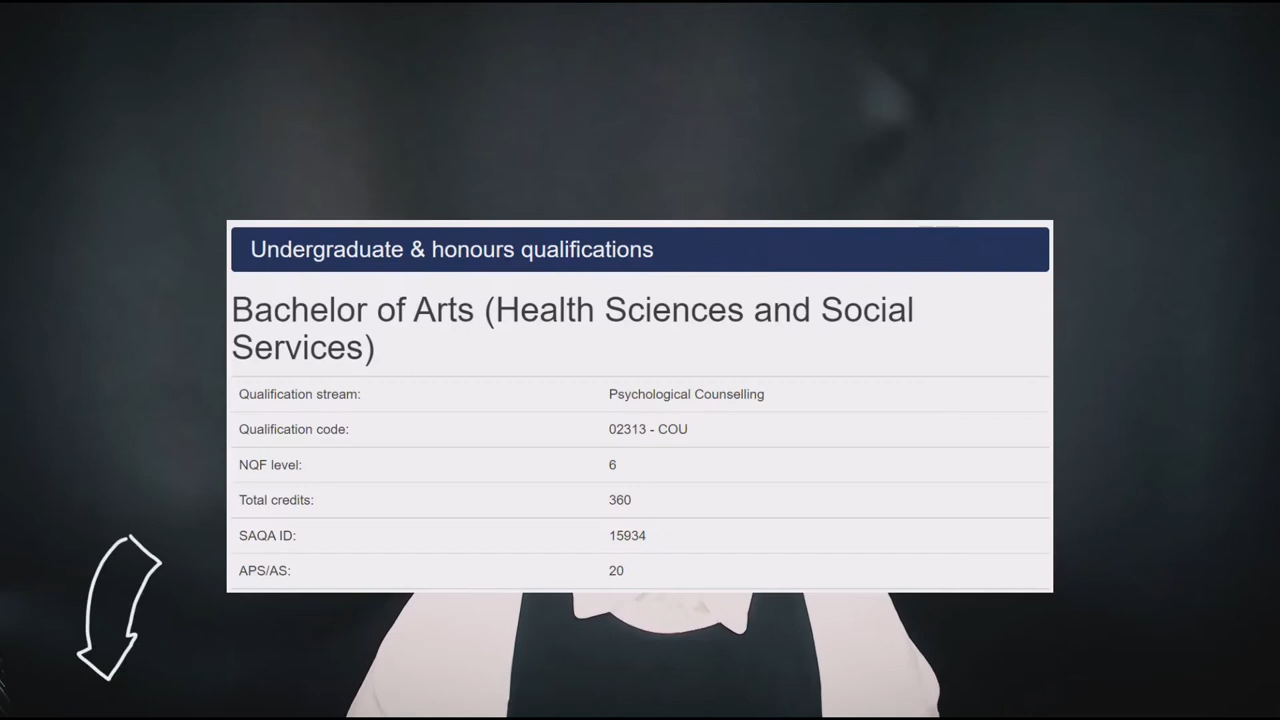 Undergraduate & honours qualifications
Bachelor of Arts (Health Sciences and Social
Services)
Qualification stream: Psychological Counselling
Qualification code: 02313 - COU
NQF level: 6
Total credits: 360
SAQA ID: 15934
APS/AS: 20